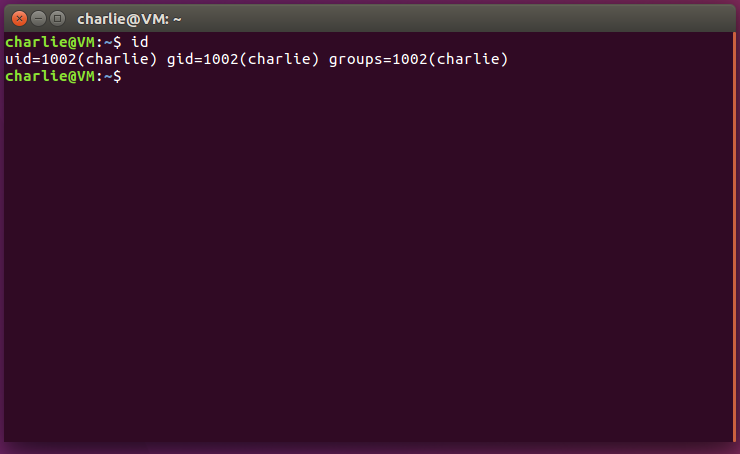 charlie@VM: ~
charlie@VM:~$ id
uid=1002(charlie) gid=1002(charlie) groups=1002(charlie)
charlie@VM:~$